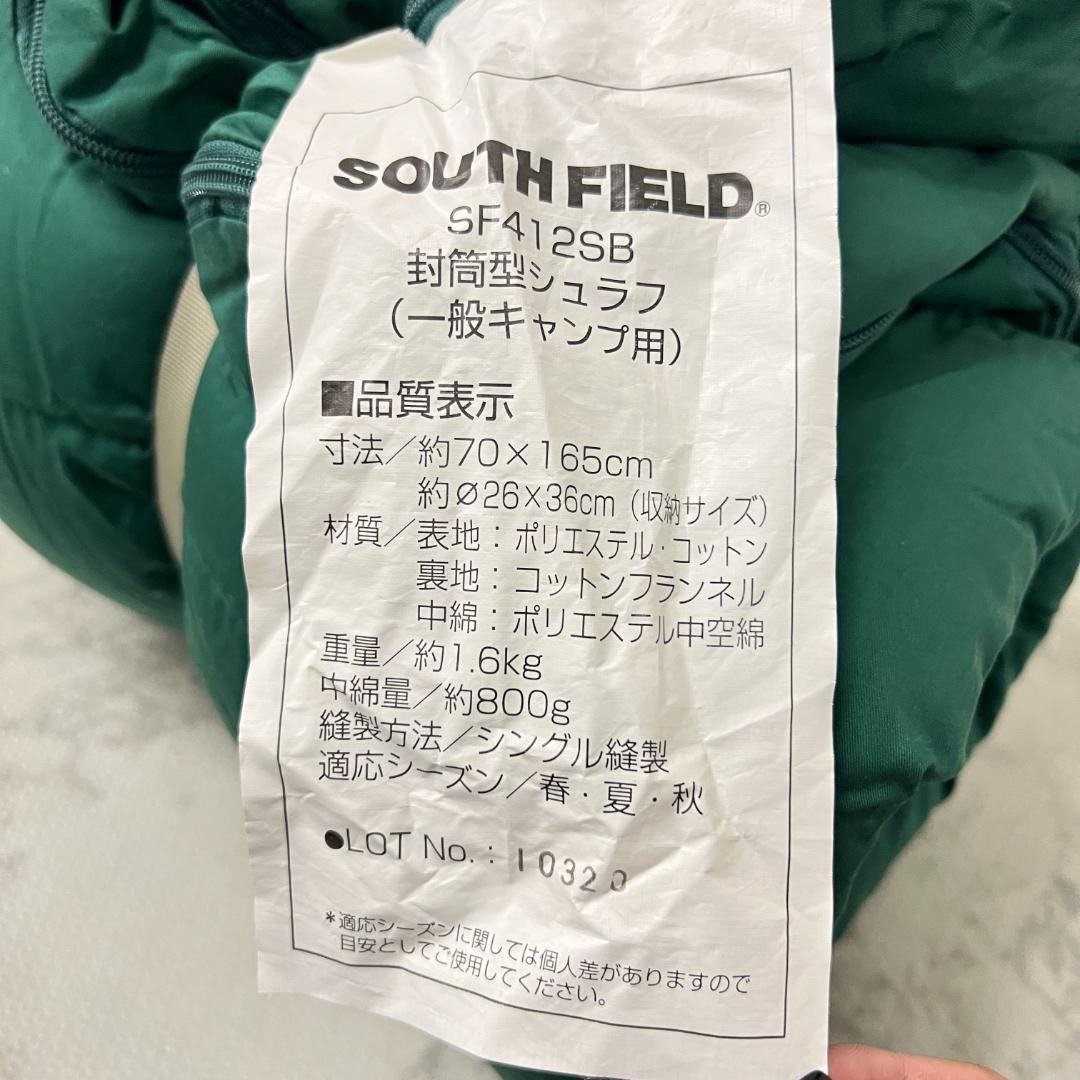 SOUTH FIELD®
SF412SB
封筒型シュラフ
（一般キャンプ用）
■品質表示
寸法／約70×165cm
約Ø26×36cm（収納サイズ）
材質／表地：ポリエステル・コットン
裏地：コットンフランネル
中綿：ポリエステル中空綿
重量／約1.6kg
中綿量／約800g
縫製方法／シングル縫製
適応シーズン／春・夏・秋
●LOT No.：10320
＊適応シーズンに関しては個人差がありますので
目安としてご使用してください。